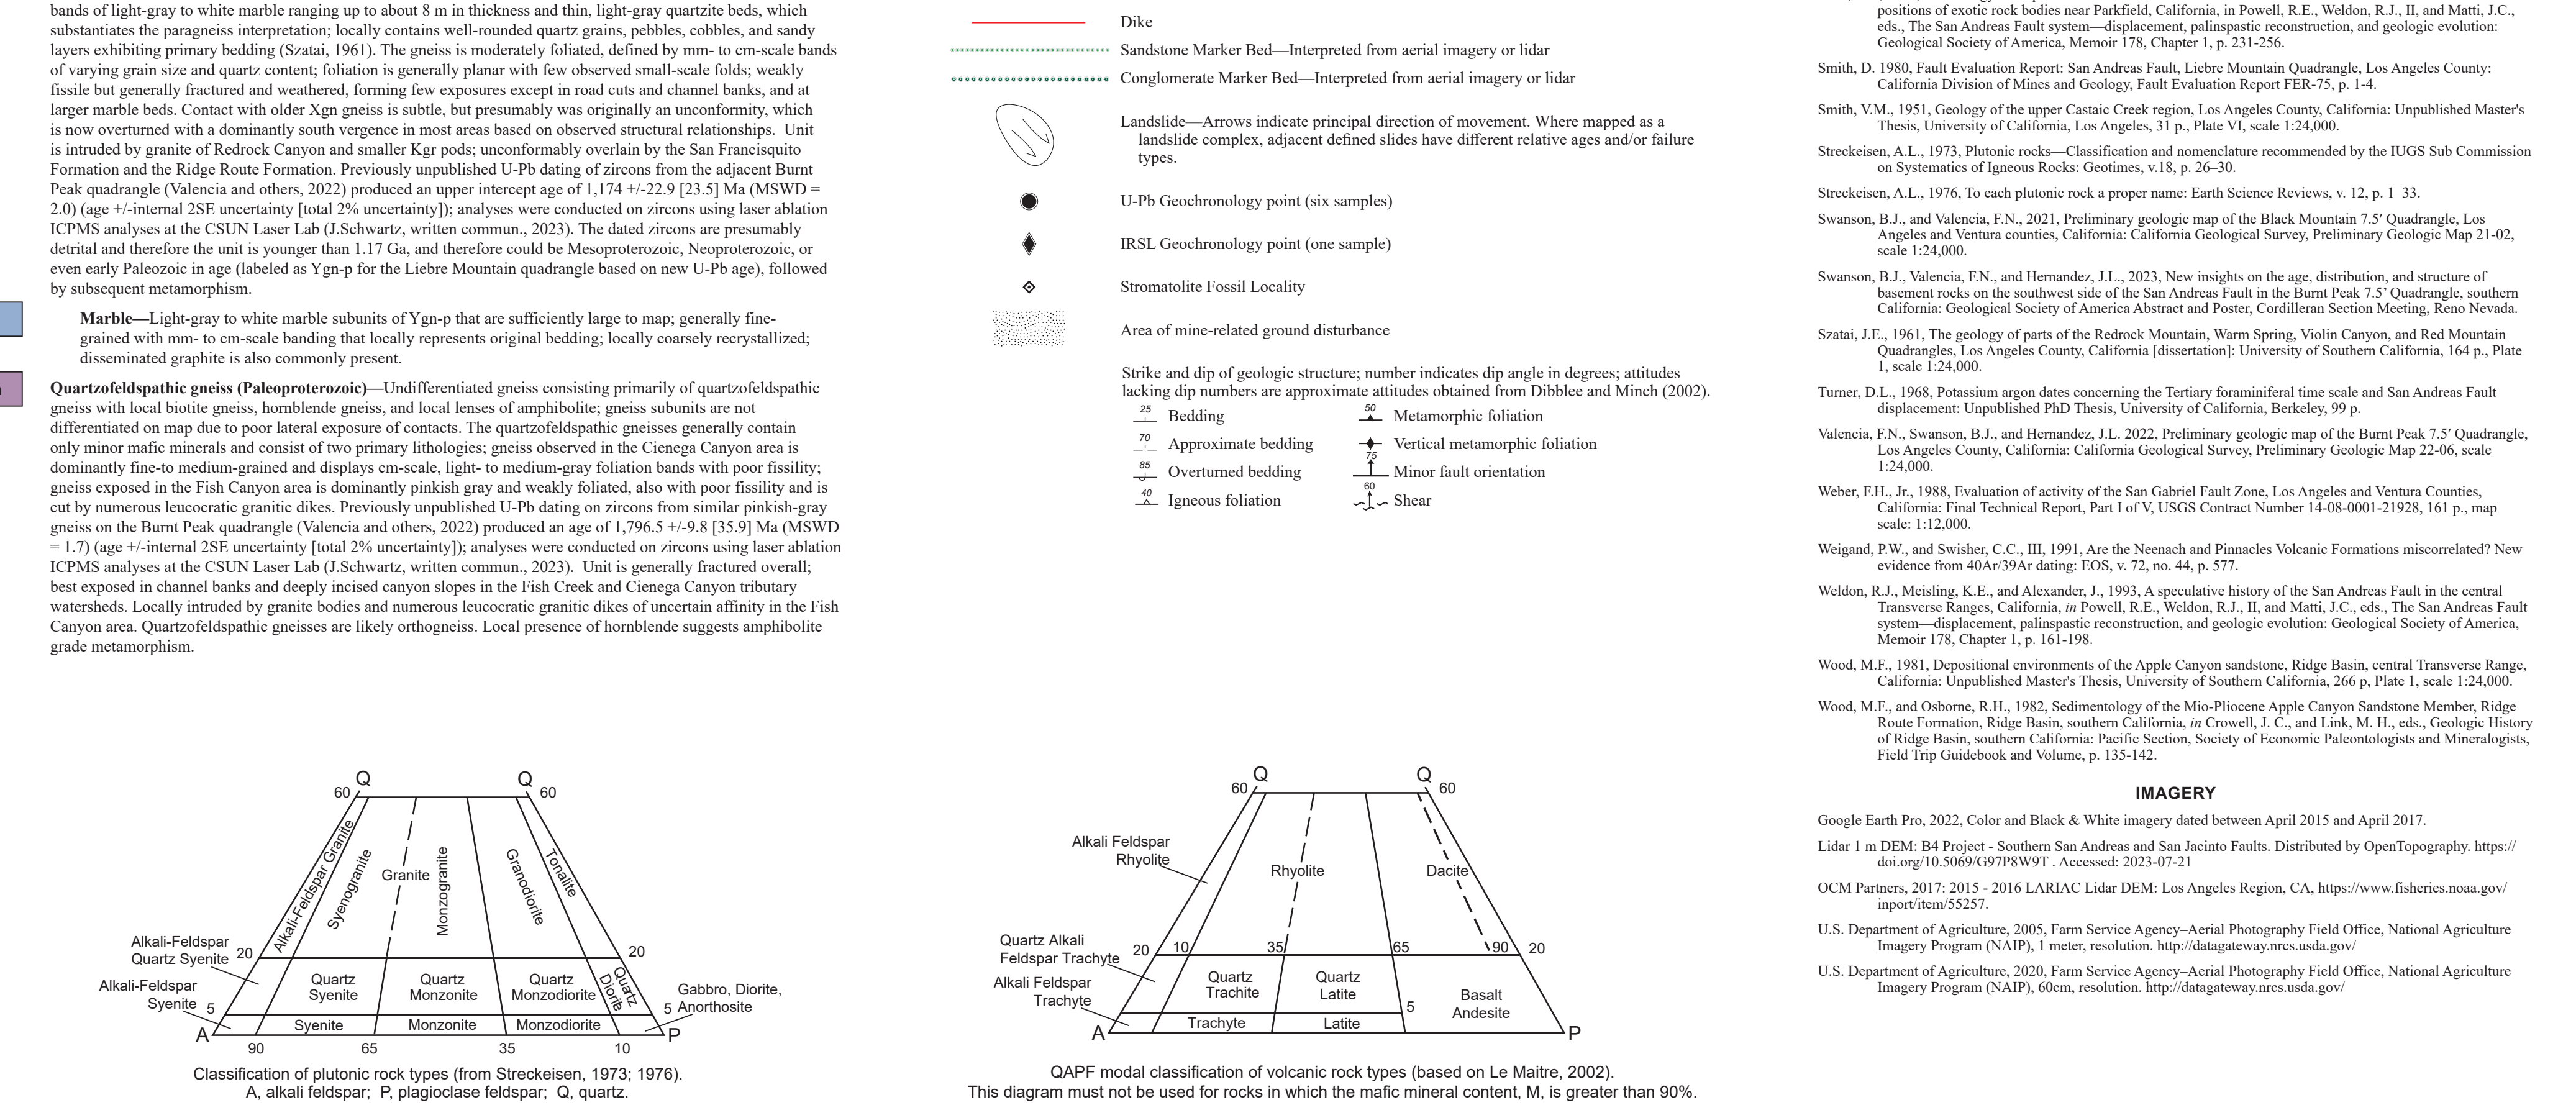 bands of light-gray to white marble ranging up to about 8 m in thickness and thin, light-gray quartzite beds, which
substantiates the paragneiss interpretation; locally contains well-rounded quartz grains, pebbles, cobbles, and sandy
layers exhibiting primary bedding (Szatai, 1961). The gneiss is moderately foliated, defined by mm- to cm-scale bands
of varying grain size and quartz content; foliation is generally planar with few observed small-scale folds; weakly
fissile but generally fractured and weathered, forming few exposures except in road cuts and channel banks, and at
larger marble beds. Contact with older Xgn gneiss is subtle, but presumably was originally an unconformity, which
is now overturned with a dominantly south vergence in most areas based on observed structural relationships.  Unit
is intruded by granite of Redrock Canyon and smaller Kgr pods; unconformably overlain by the San Francisquito
Formation and the Ridge Route Formation. Previously unpublished U-Pb dating of zircons from the adjacent Burnt
Peak quadrangle (Valencia and others, 2022) produced an upper intercept age of 1,174 +/-22.9 [23.5] Ma (MSWD =
2.0) (age +/-internal 2SE uncertainty [total 2% uncertainty]); analyses were conducted on zircons using laser ablation
ICPMS analyses at the CSUN Laser Lab (J.Schwartz, written commun., 2023). The dated zircons are presumably
detrital and therefore the unit is younger than 1.17 Ga, and therefore could be Mesoproterozoic, Neoproterozoic, or
even early Paleozoic in age (labeled as Ygn-p for the Liebre Mountain quadrangle based on new U-Pb age), followed
by subsequent metamorphism.
Marble—Light-gray to white marble subunits of Ygn-p that are sufficiently large to map; generally fine-
grained with mm- to cm-scale banding that locally represents original bedding; locally coarsely recrystallized;
disseminated graphite is also commonly present.
Quartzofeldspathic gneiss (Paleoproterozoic)—Undifferentiated gneiss consisting primarily of quartzofeldspathic
gneiss with local biotite gneiss, hornblende gneiss, and local lenses of amphibolite; gneiss subunits are not
differentiated on map due to poor lateral exposure of contacts. The quartzofeldspathic gneisses generally contain
only minor mafic minerals and consist of two primary lithologies; gneiss observed in the Cienega Canyon area is
dominantly fine-to medium-grained and displays cm-scale, light- to medium-gray foliation bands with poor fissility;
gneiss exposed in the Fish Canyon area is dominantly pinkish gray and weakly foliated, also with poor fissility and is
cut by numerous leucocratic granitic dikes. Previously unpublished U-Pb dating on zircons from similar pinkish-gray
gneiss on the Burnt Peak quadrangle (Valencia and others, 2022) produced an age of 1,796.5 +/-9.8 [35.9] Ma (MSWD
= 1.7) (age +/-internal 2SE uncertainty [total 2% uncertainty]); analyses were conducted on zircons using laser ablation
ICPMS analyses at the CSUN Laser Lab (J.Schwartz, written commun., 2023).  Unit is generally fractured overall;
best exposed in channel banks and deeply incised canyon slopes in the Fish Creek and Cienega Canyon tributary
watersheds. Locally intruded by granite bodies and numerous leucocratic granitic dikes of uncertain affinity in the Fish
Canyon area. Quartzofeldspathic gneisses are likely orthogneiss. Local presence of hornblende suggests amphibolite
grade metamorphism.
Q Q
60 60
Alkali-Feldspar Granite
Syenogranite
Granite
Monzogranite
Granodiorite
Tonalite
Alkali-Feldspar
Quartz Syenite
20 20
Alkali-Feldspar
Syenite
Quartz
Syenite
Quartz
Monzonite
Quartz
Monzodiorite
Quartz
Diorite
Gabbro, Diorite,
Anorthosite
5 5
Syenite Monzonite Monzodiorite
A P
90 65 35 10
Classification of plutonic rock types (from Streckeisen, 1973; 1976).
A, alkali feldspar;  P, plagioclase feldspar;  Q, quartz.
Dike
Sandstone Marker Bed—Interpreted from aerial imagery or lidar
Conglomerate Marker Bed—Interpreted from aerial imagery or lidar
Landslide—Arrows indicate principal direction of movement. Where mapped as a
landslide complex, adjacent defined slides have different relative ages and/or failure
types.
U-Pb Geochronology point (six samples)
IRSL Geochronology point (one sample)
Stromatolite Fossil Locality
Area of mine-related ground disturbance
Strike and dip of geologic structure; number indicates dip angle in degrees; attitudes
lacking dip numbers are approximate attitudes obtained from Dibblee and Minch (2002).
25 Bedding
70 Approximate bedding
85 Overturned bedding
40 Igneous foliation
50 Metamorphic foliation
Vertical metamorphic foliation
75 Minor fault orientation
60 Shear
Q Q
60 60
Alkali Feldspar
Rhyolite
Rhyolite
Dacite
Quartz Alkali
Feldspar Trachyte
20 10 35 65 90 20
Alkali Feldspar
Trachyte
Quartz
Trachite
Quartz
Latite
Basalt
Andesite
5
Trachyte Latite
A P
QAPF modal classification of volcanic rock types (based on Le Maitre, 2002).
This diagram must not be used for rocks in which the mafic mineral content, M, is greater than 90%.
positions of exotic rock bodies near Parkfield, California, in Powell, R.E., Weldon, R.J., II, and Matti, J.C.,
eds., The San Andreas Fault system—displacement, palinspastic reconstruction, and geologic evolution:
Geological Society of America, Memoir 178, Chapter 1, p. 231-256.
Smith, D. 1980, Fault Evaluation Report: San Andreas Fault, Liebre Mountain Quadrangle, Los Angeles County:
California Division of Mines and Geology, Fault Evaluation Report FER-75, p. 1-4.
Smith, V.M., 1951, Geology of the upper Castaic Creek region, Los Angeles County, California: Unpublished Master's
Thesis, University of California, Los Angeles, 31 p., Plate VI, scale 1:24,000.
Streckeisen, A.L., 1973, Plutonic rocks—Classification and nomenclature recommended by the IUGS Sub Commission
on Systematics of Igneous Rocks: Geotimes, v.18, p. 26–30.
Streckeisen, A.L., 1976, To each plutonic rock a proper name: Earth Science Reviews, v. 12, p. 1–33.
Swanson, B.J., and Valencia, F.N., 2021, Preliminary geologic map of the Black Mountain 7.5′ Quadrangle, Los
Angeles and Ventura counties, California: California Geological Survey, Preliminary Geologic Map 21-02,
scale 1:24,000.
Swanson, B.J., Valencia, F.N., and Hernandez, J.L., 2023, New insights on the age, distribution, and structure of
basement rocks on the southwest side of the San Andreas Fault in the Burnt Peak 7.5’ Quadrangle, southern
California: Geological Society of America Abstract and Poster, Cordilleran Section Meeting, Reno Nevada.
Szatai, J.E., 1961, The geology of parts of the Redrock Mountain, Warm Spring, Violin Canyon, and Red Mountain
Quadrangles, Los Angeles County, California [dissertation]: University of Southern California, 164 p., Plate
1, scale 1:24,000.
Turner, D.L., 1968, Potassium argon dates concerning the Tertiary foraminiferal time scale and San Andreas Fault
displacement: Unpublished PhD Thesis, University of California, Berkeley, 99 p.
Valencia, F.N., Swanson, B.J., and Hernandez, J.L. 2022, Preliminary geologic map of the Burnt Peak 7.5′ Quadrangle,
Los Angeles County, California: California Geological Survey, Preliminary Geologic Map 22-06, scale
1:24,000.
Weber, F.H., Jr., 1988, Evaluation of activity of the San Gabriel Fault Zone, Los Angeles and Ventura Counties,
California: Final Technical Report, Part I of V, USGS Contract Number 14-08-0001-21928, 161 p., map
scale: 1:12,000.
Weigand, P.W., and Swisher, C.C., III, 1991, Are the Neenach and Pinnacles Volcanic Formations miscorrelated? New
evidence from 40Ar/39Ar dating: EOS, v. 72, no. 44, p. 577.
Weldon, R.J., Meisling, K.E., and Alexander, J., 1993, A speculative history of the San Andreas Fault in the central
Transverse Ranges, California, in Powell, R.E., Weldon, R.J., II, and Matti, J.C., eds., The San Andreas Fault
system—displacement, palinspastic reconstruction, and geologic evolution: Geological Society of America,
Memoir 178, Chapter 1, p. 161-198.
Wood, M.F., 1981, Depositional environments of the Apple Canyon sandstone, Ridge Basin, central Transverse Range,
California: Unpublished Master's Thesis, University of Southern California, 266 p, Plate 1, scale 1:24,000.
Wood, M.F., and Osborne, R.H., 1982, Sedimentology of the Mio-Pliocene Apple Canyon Sandstone Member, Ridge
Route Formation, Ridge Basin, southern California, in Crowell, J. C., and Link, M. H., eds., Geologic History
of Ridge Basin, southern California: Pacific Section, Society of Economic Paleontologists and Mineralogists,
Field Trip Guidebook and Volume, p. 135-142.
IMAGERY
Google Earth Pro, 2022, Color and Black & White imagery dated between April 2015 and April 2017.
Lidar 1 m DEM: B4 Project - Southern San Andreas and San Jacinto Faults. Distributed by OpenTopography. https://
doi.org/10.5069/G97P8W9T . Accessed: 2023-07-21
OCM Partners, 2017: 2015 - 2016 LARIAC Lidar DEM: Los Angeles Region, CA, https://www.fisheries.noaa.gov/
inport/item/55257.
U.S. Department of Agriculture, 2005, Farm Service Agency–Aerial Photography Field Office, National Agriculture
Imagery Program (NAIP), 1 meter, resolution. http://datagateway.nrcs.usda.gov/
U.S. Department of Agriculture, 2020, Farm Service Agency–Aerial Photography Field Office, National Agriculture
Imagery Program (NAIP), 60cm, resolution. http://datagateway.nrcs.usda.gov/